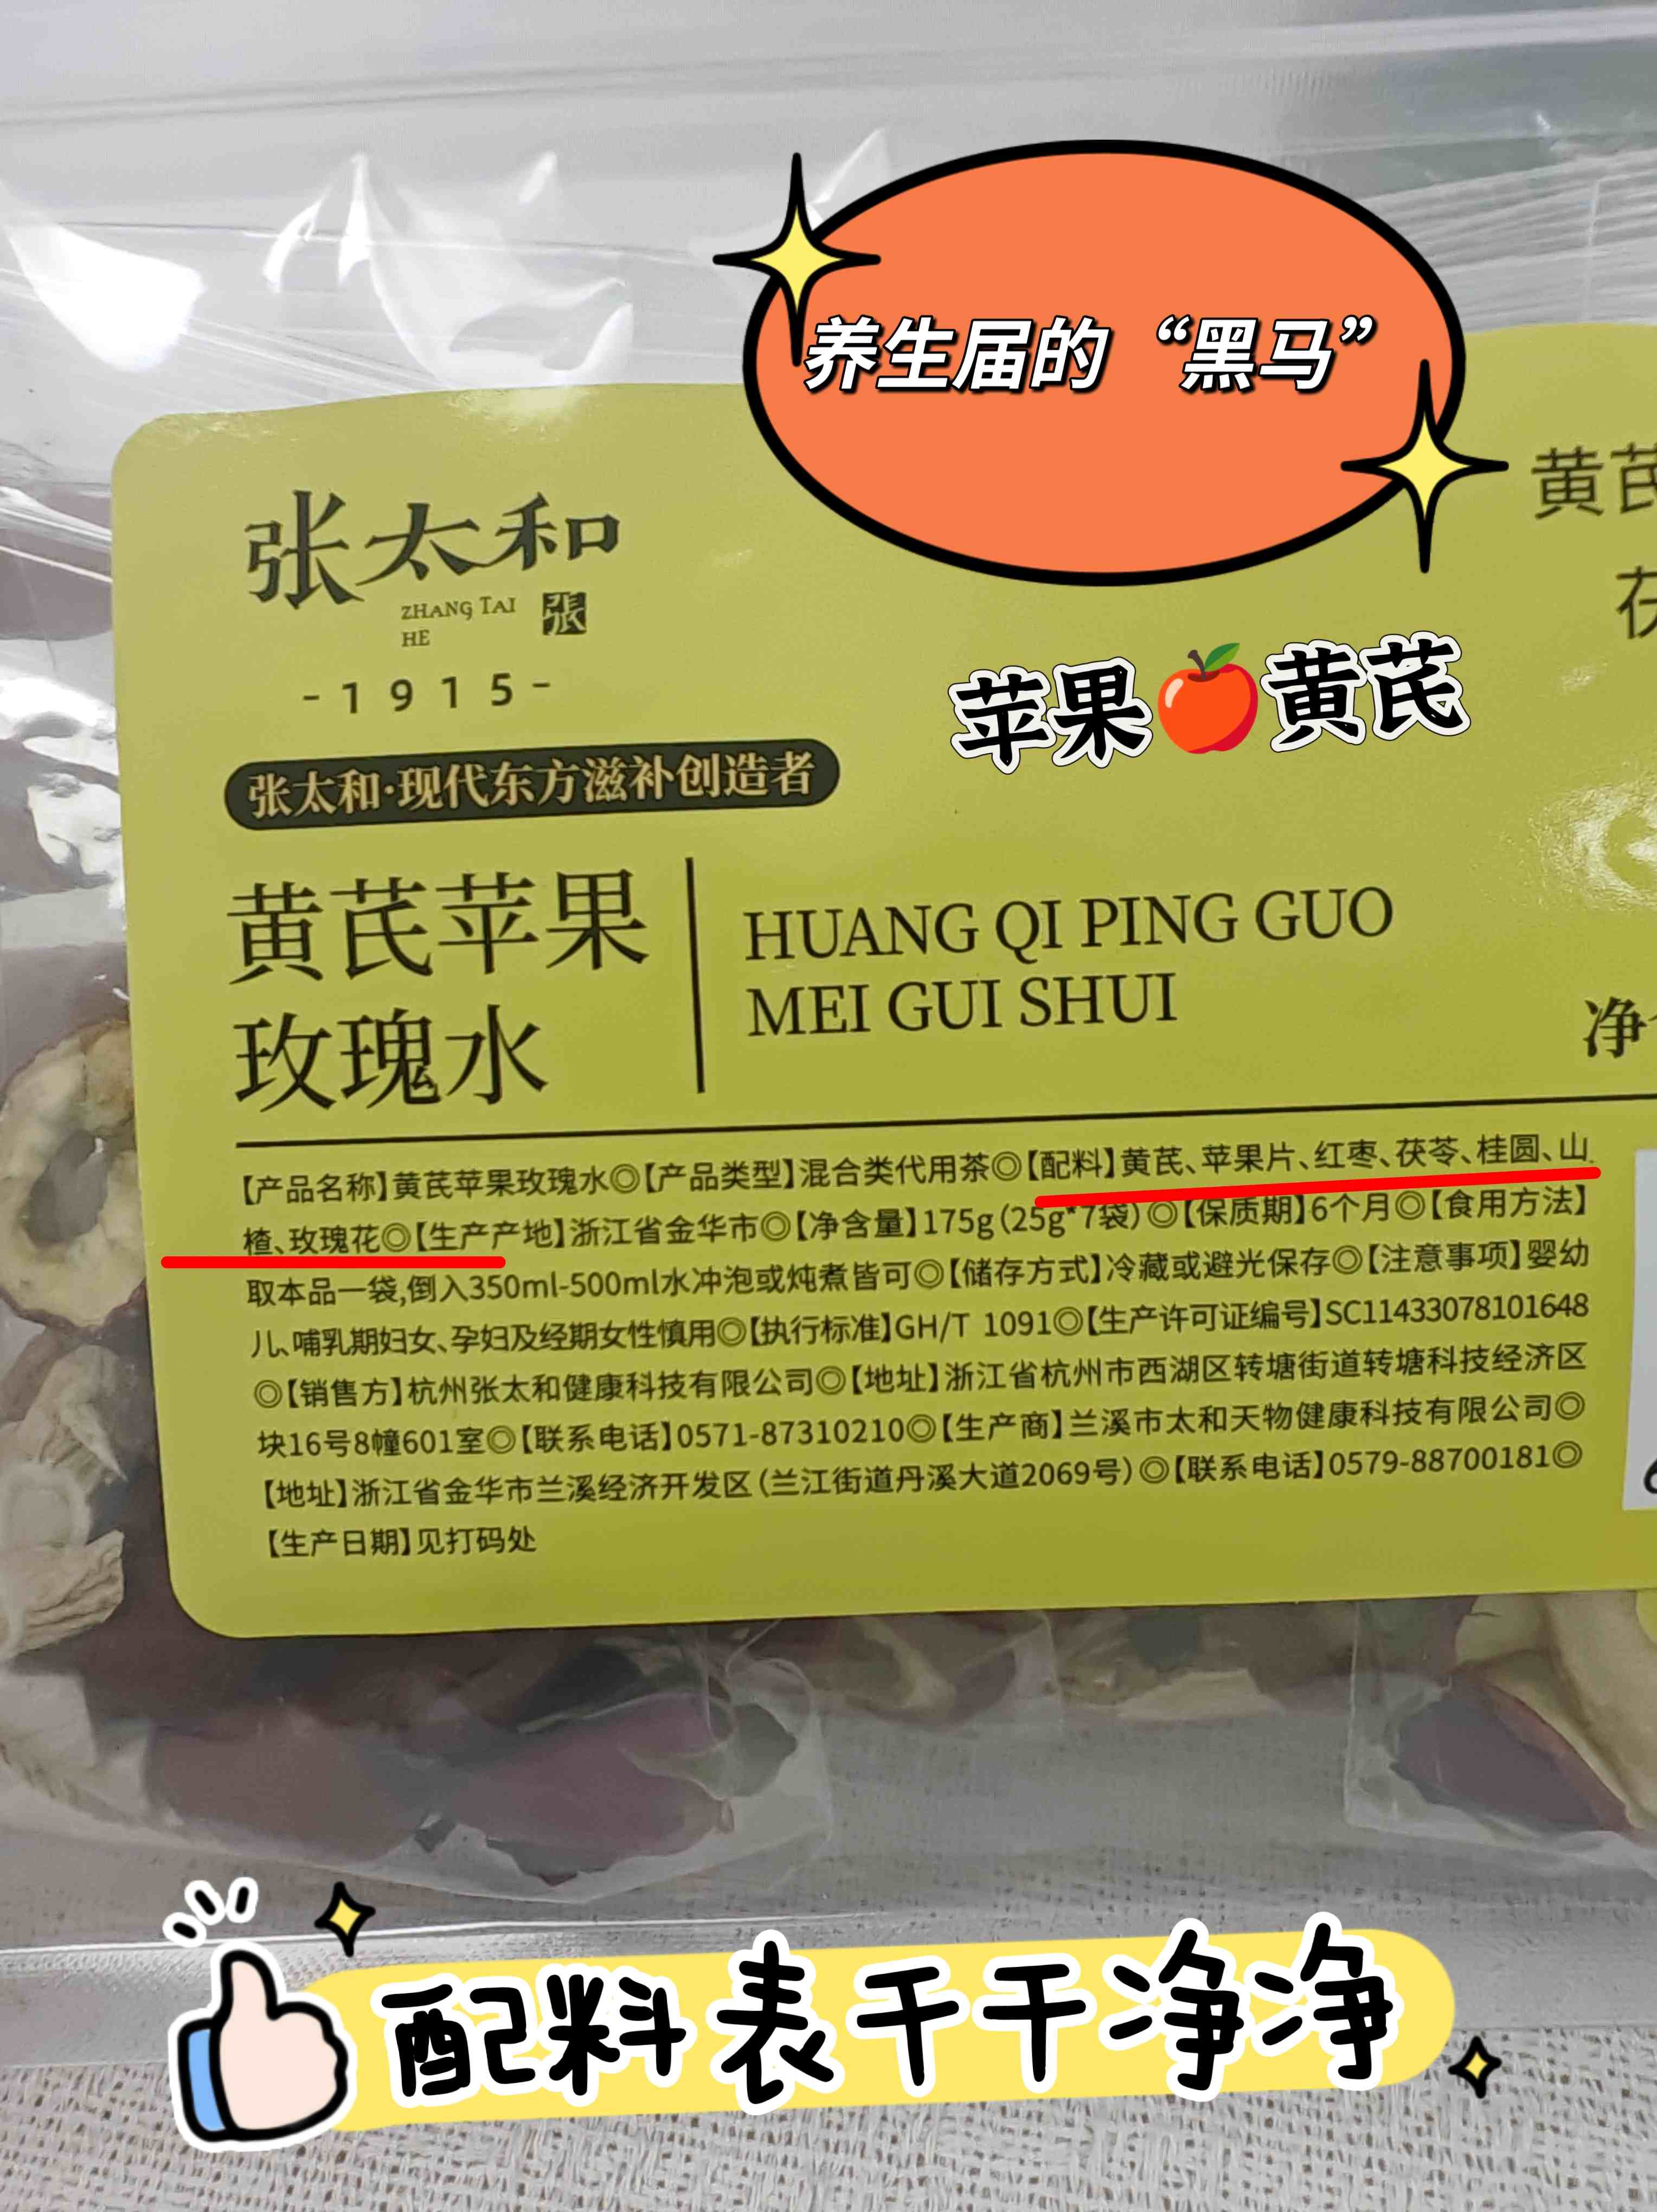 养生届的“黑马”
黄芪
张太和
ZHANG TAI
HE
張
-1915-
苹果黄芪
张太和·现代东方滋补创造者
黄芪苹果
玫瑰水
HUANG QI PING GUO
MEI GUI SHUI
净
【产品名称】黄芪苹果玫瑰水◎【产品类型】混合类代用茶◎【配料】黄芪、苹果片、红枣、茯苓、桂圆、山
楂、玫瑰花◎【生产产地】浙江省金华市◎【净含量】175g(25g*7袋)◎【保质期】6个月◎【食用方法】
取本品一袋,倒入350ml-500ml水冲泡或炖煮皆可◎【储存方式】冷藏或避光保存◎【注意事项】婴幼
儿、哺乳期妇女、孕妇及经期女性慎用◎【执行标准】GH/T 1091◎【生产许可证编号】SC11433078101648
◎【销售方】杭州张太和健康科技有限公司◎【地址】浙江省杭州市西湖区转塘街道转塘科技经济区
块16号8幢601室◎【联系电话】0571-87310210◎【生产商】兰溪市太和天物健康科技有限公司◎
【地址】浙江省金华市兰溪经济开发区(兰江街道丹溪大道2069号)◎【联系电话】0579-88700181◎
【生产日期】见打码处
配料表干干净净